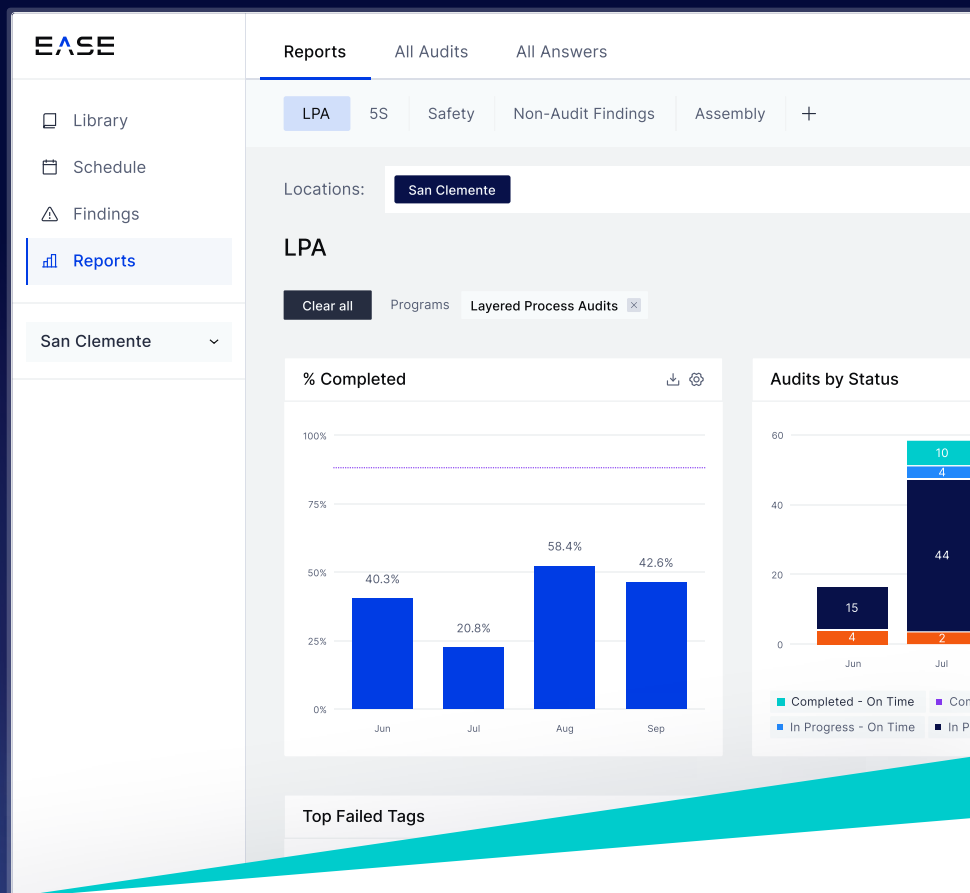 EASE
Library
Schedule
Findings
Reports
San Clemente
Reports All Audits All Answers
LPA 5S Safety Non-Audit Findings Assembly
Locations: San Clemente
LPA
Clear all Programs Layered Process Audits
% Completed
100%
75%
50%
25%
0%
40.3%
20.8%
58.4%
42.6%
Jun Jul Aug Sep
Audits by Status
60
40
20
0
15
4
10
4
44
2
Jun Jul
Completed - On Time Con
In Progress - On Time In P
Top Failed Tags